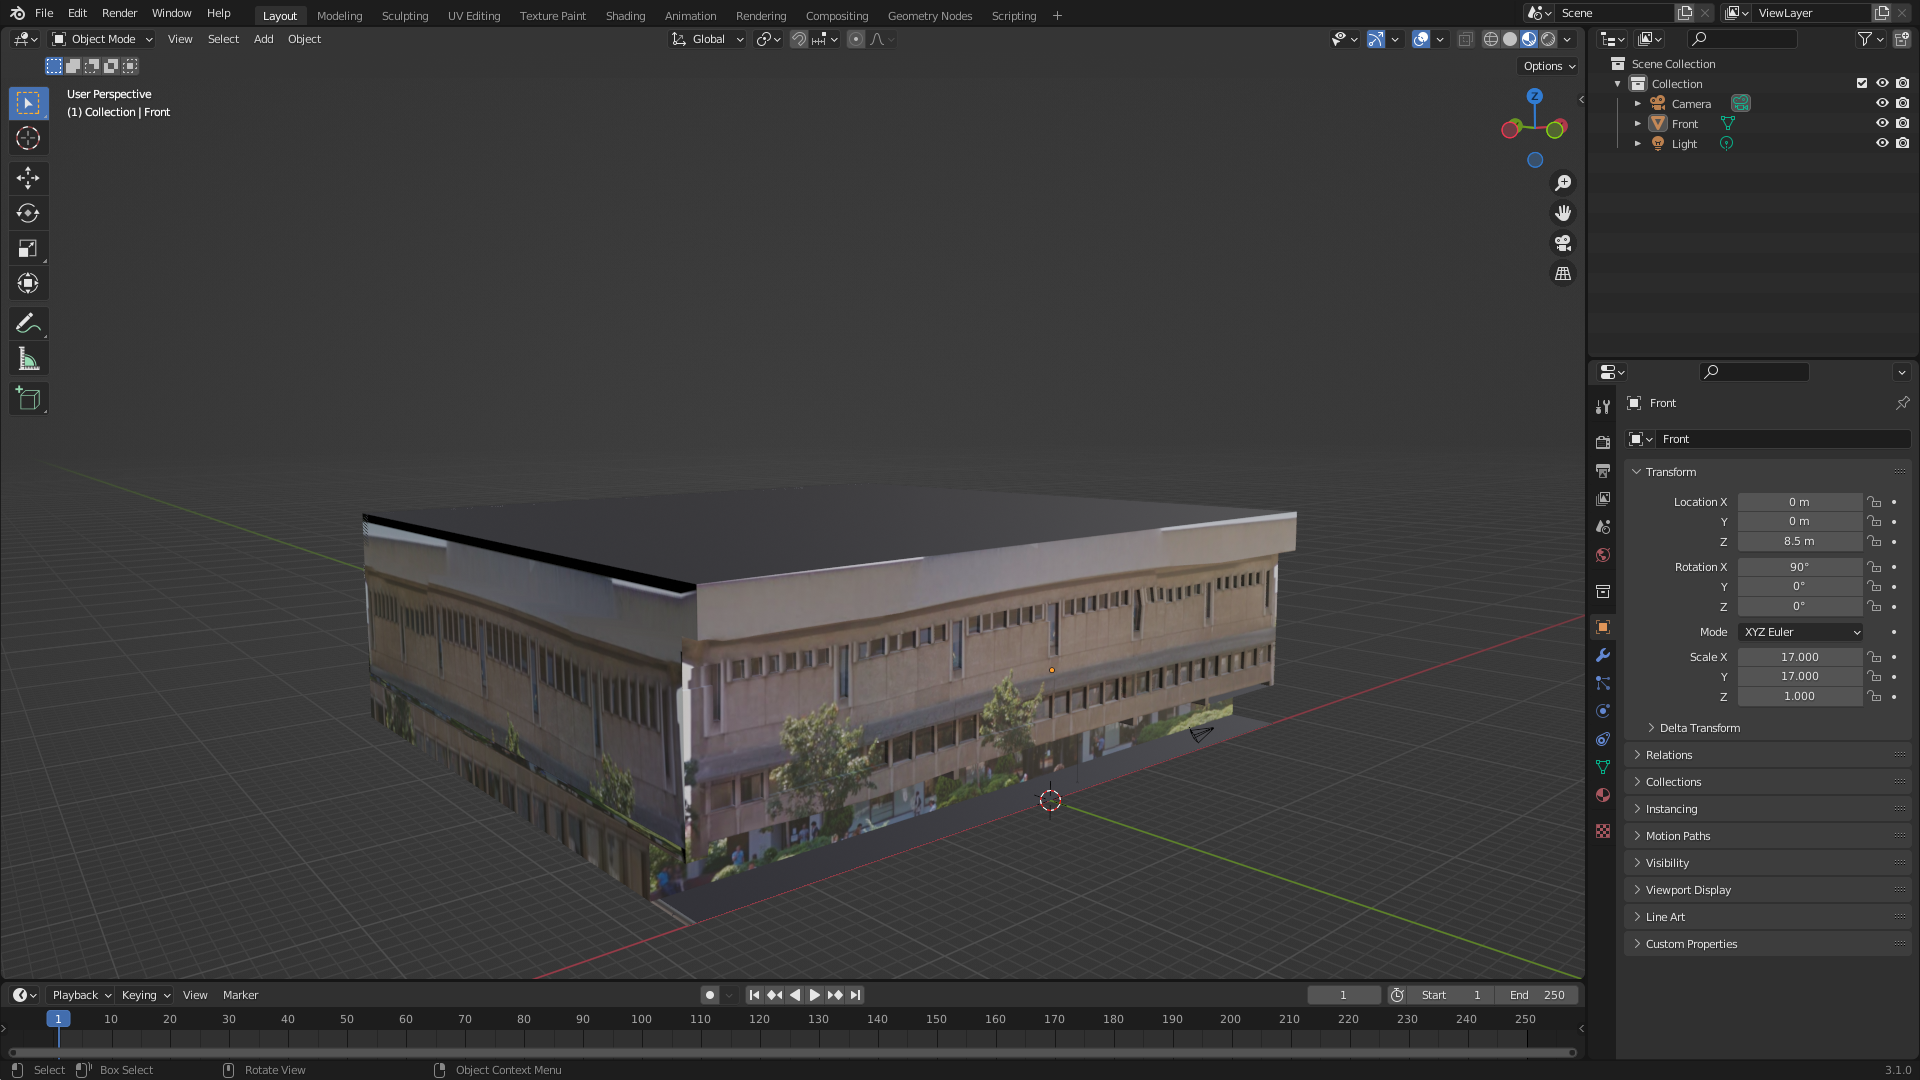 File Edit Render Window Help Layout Modeling Sculpting UV Editing Texture Paint Shading Animation Rendering Compositing Geometry Nodes Scripting + Scene ViewLayer
Object Mode View Select Add Object Global
Options
User Perspective
(1) Collection | Front
Z
Scene Collection
Collection
Camera
Front
Light
Front
Front
Transform
Location X 0 m
Y 0 m
Z 8.5 m
Rotation X 90°
Y 0°
Z 0°
Mode XYZ Euler
Scale X 17.000
Y 17.000
Z 1.000
Delta Transform
Relations
Collections
Instancing
Motion Paths
Visibility
Viewport Display
Line Art
Custom Properties
Playback Keying View Marker 1 Start 1 End 250
1 10 20 30 40 50 60 70 80 90 100 110 120 130 140 150 160 170 180 190 200 210 220 230 240 250
Select Box Select Rotate View Object Context Menu 3.1.0